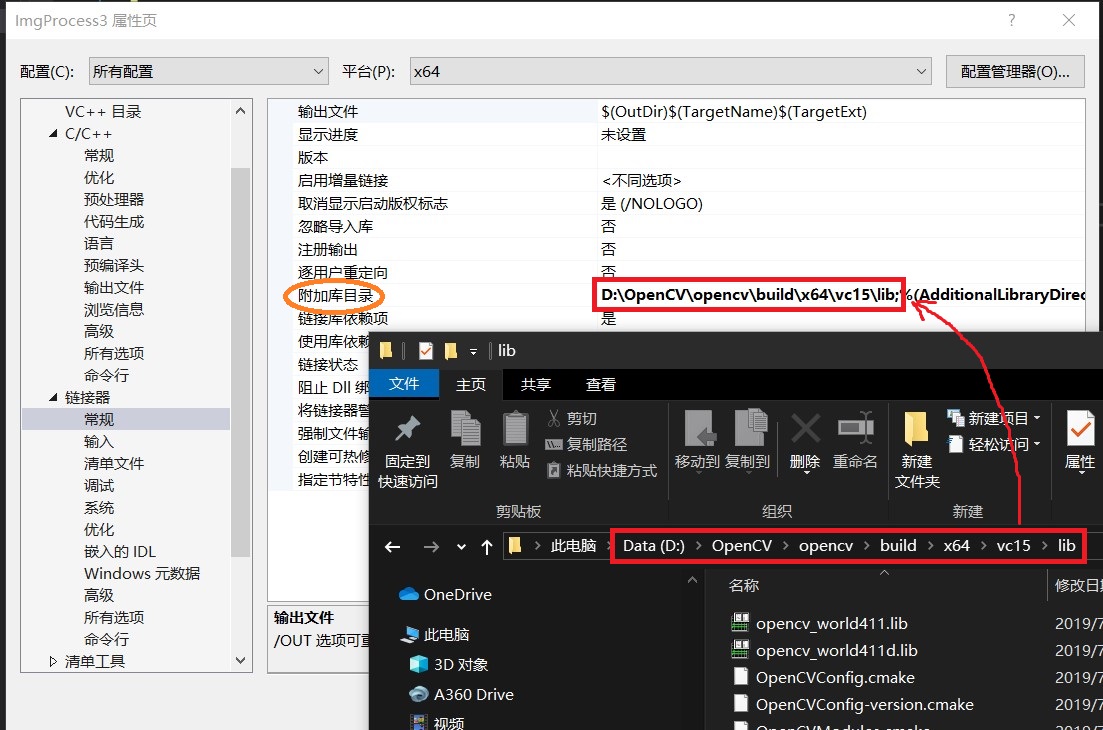 ImgProcess3 属性页
配置(C): 所有配置 平台(P): x64 配置管理器(O)...
VC++ 目录
C/C++
常规
优化
预处理器
代码生成
语言
预编译头
输出文件
浏览信息
高级
所有选项
命令行
链接器
常规
输入
清单文件
调试
系统
优化
嵌入的 IDL
Windows 元数据
高级
所有选项
命令行
清单工具
输出文件 $(OutDir)$(TargetName)$(TargetExt)
显示进度 未设置
版本
启用增量链接 <不同选项>
取消显示启动版权标志 是 (/NOLOGO)
忽略导入库 否
注册输出 否
逐用户重定向 否
附加库目录 D:\OpenCV\opencv\build\x64\vc15\lib;%(AdditionalLibraryDirec
链接库依赖项 是
使用库依赖
链接状态
阻止 Dll 绑
将链接器警
强制文件输
创建可热修
指定节特性
输出文件
/OUT 选项可重
lib
文件 主页 共享 查看
固定到
快速访问
复制
粘贴
剪切
复制路径
粘贴快捷方式
剪贴板
移动到 复制到 删除 重命名
组织
新建
文件夹
新建项目
轻松访问
新建
属性
此电脑 Data (D:) OpenCV opencv build x64 vc15 lib
OneDrive
此电脑
3D 对象
A360 Drive
视频
名称 修改日期
opencv_world411.lib 2019/7
opencv_world411d.lib 2019/7
OpenCVConfig.cmake 2019/7
OpenCVConfig-version.cmake 2019/7
OpenCVModules.cmake 2019/7